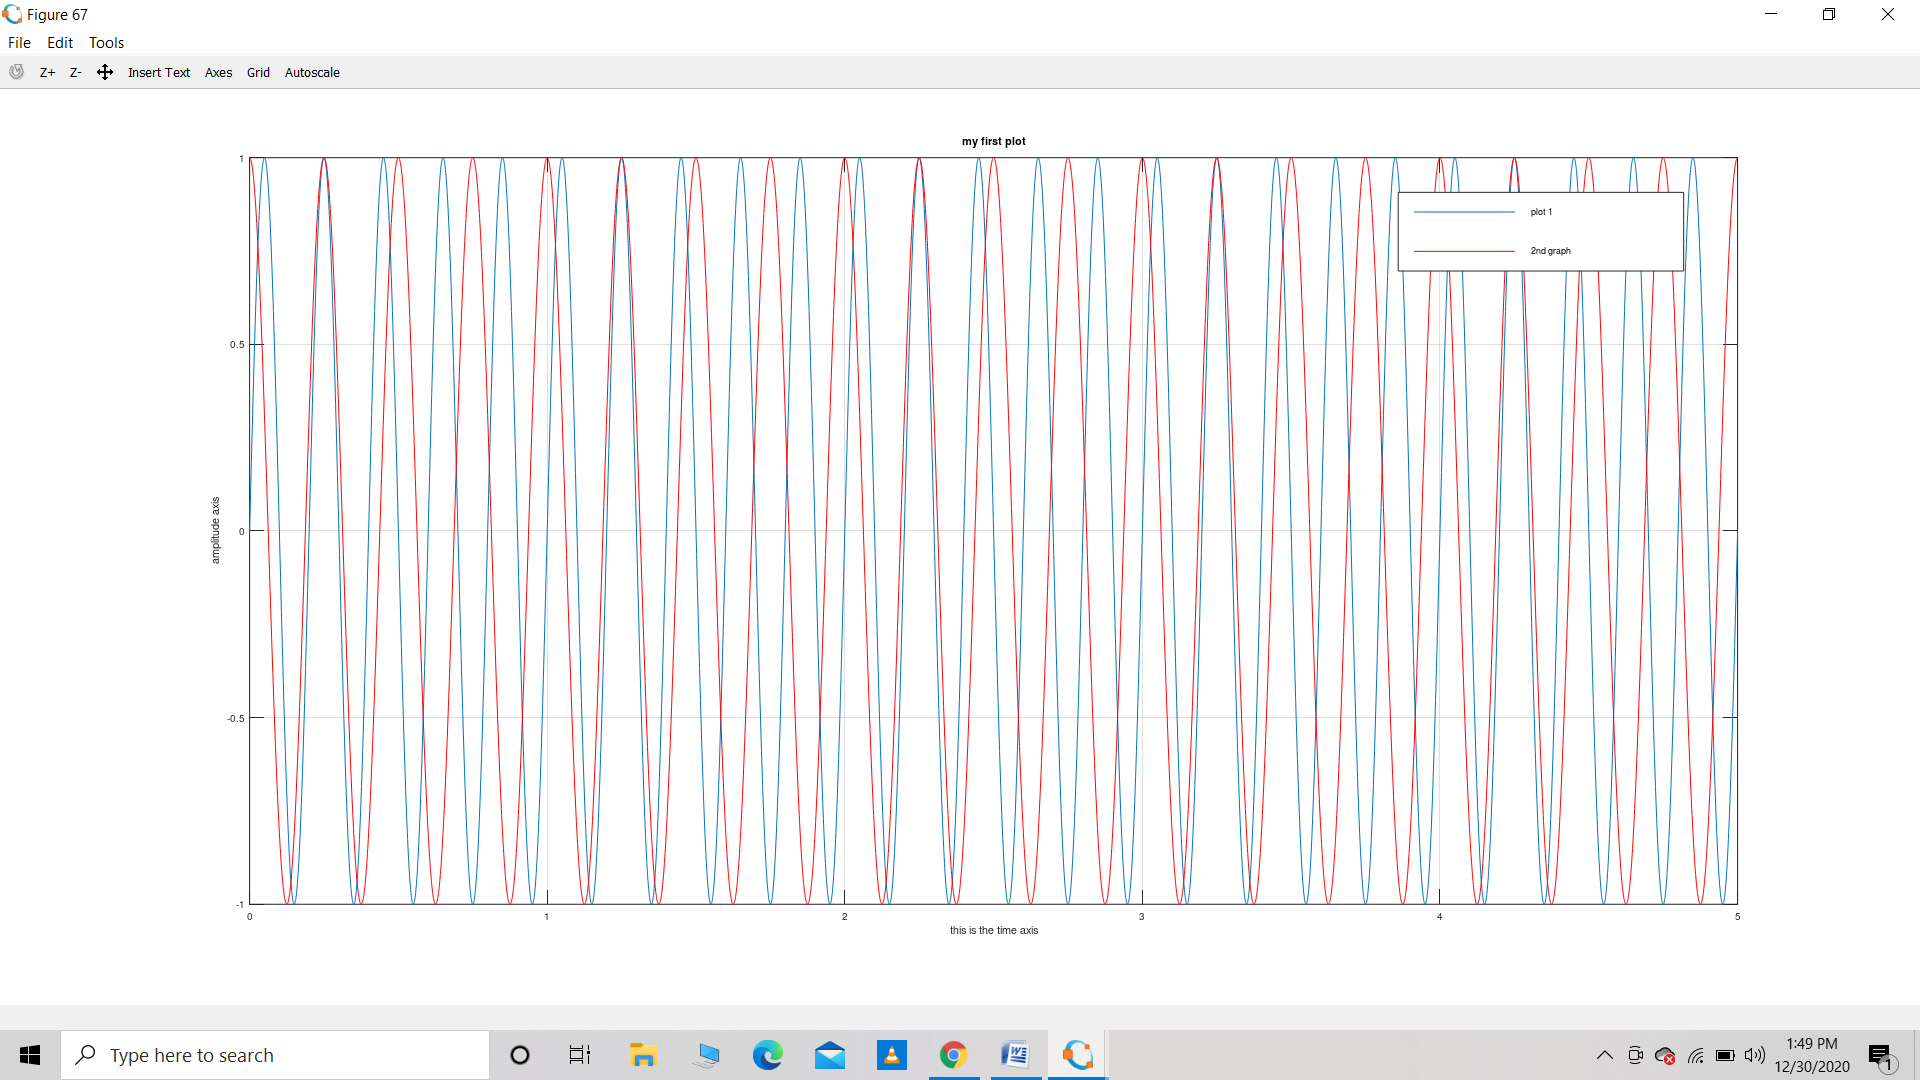 Figure 67
File Edit Tools
Z+ Z- Insert Text Axes Grid Autoscale
my first plot
1
0.5
0
-0.5
-1
amplitude axis
plot 1
2nd graph
0 1 2 3 4 5
this is the time axis
Type here to search
1:49 PM
12/30/2020
1